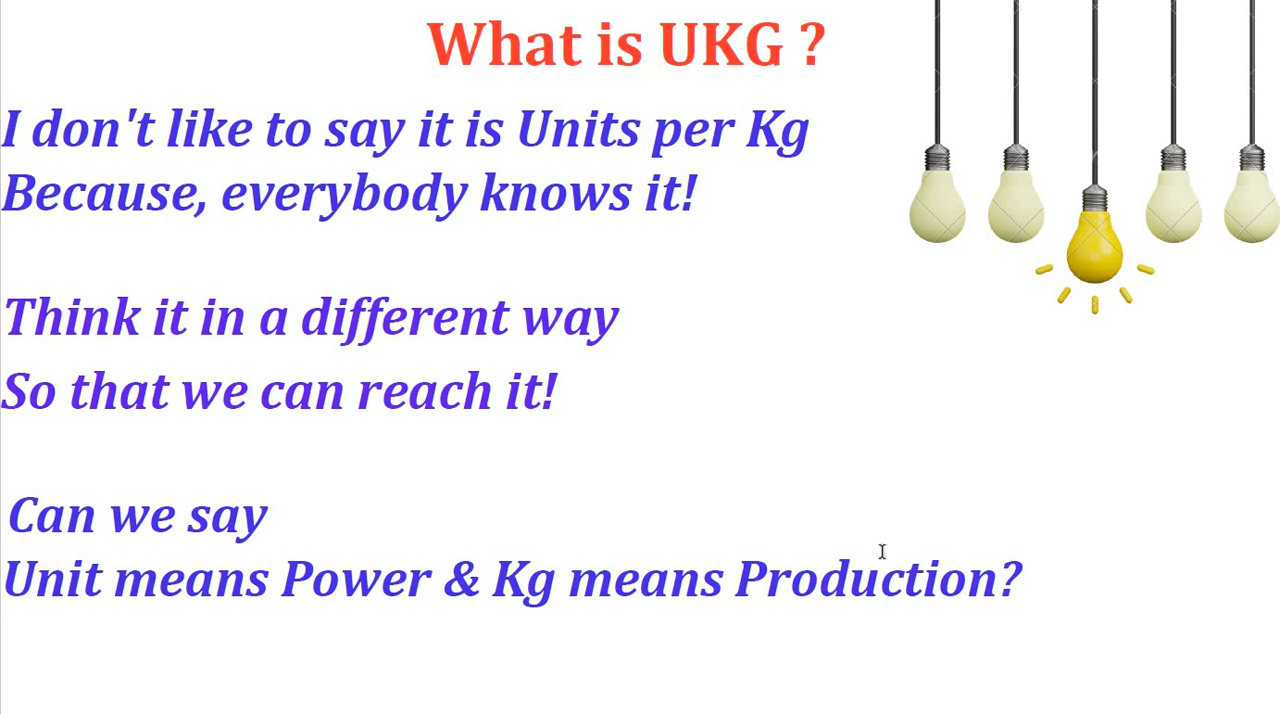 What is UKG ?
I don't like to say it is Units per Kg
Because, everybody knows it!
Think it in a different way
So that we can reach it!
Can we say
Unit means Power & Kg means Production?